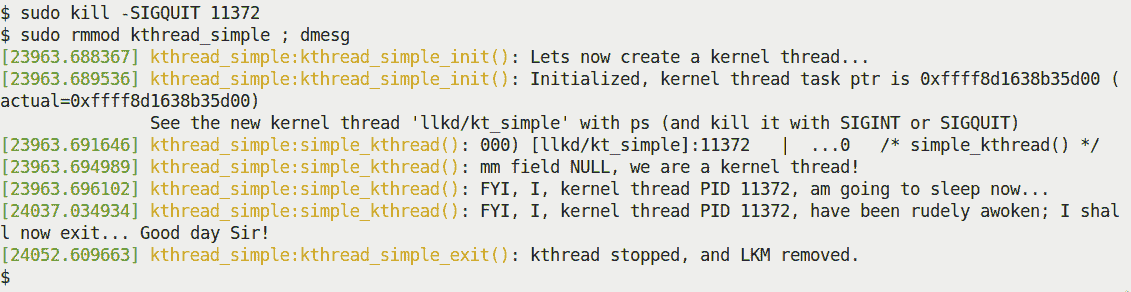 $ sudo kill -SIGQUIT 11372
$ sudo rmmod kthread_simple ; dmesg
[23963.688367] kthread_simple:kthread_simple_init(): Lets now create a kernel thread...
[23963.689536] kthread_simple:kthread_simple_init(): Initialized, kernel thread task ptr is 0xffff8d1638b35d00 (
actual=0xffff8d1638b35d00)
See the new kernel thread 'llkd/kt_simple' with ps (and kill it with SIGINT or SIGQUIT)
[23963.691646] kthread_simple:simple_kthread(): 000) [llkd/kt_simple]:11372   |  ...0   /* simple_kthread() */
[23963.694989] kthread_simple:simple_kthread(): mm field NULL, we are a kernel thread!
[23963.696102] kthread_simple:simple_kthread(): FYI, I, kernel thread PID 11372, am going to sleep now...
[24037.034934] kthread_simple:simple_kthread(): FYI, I, kernel thread PID 11372, have been rudely awoken; I shal
l now exit... Good day Sir!
[24052.609663] kthread_simple:kthread_simple_exit(): kthread stopped, and LKM removed.
$